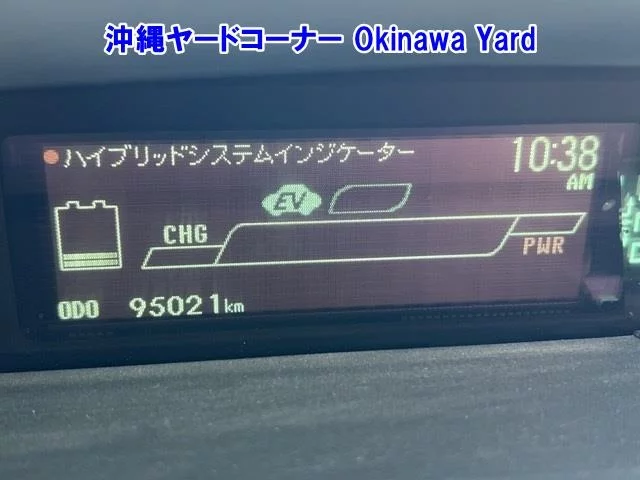 沖縄ヤードコーナー Okinawa Yard
ハイブリッドシステムインジケーター 10:38
AM
EV
CHG
PWR
ODO 95021km